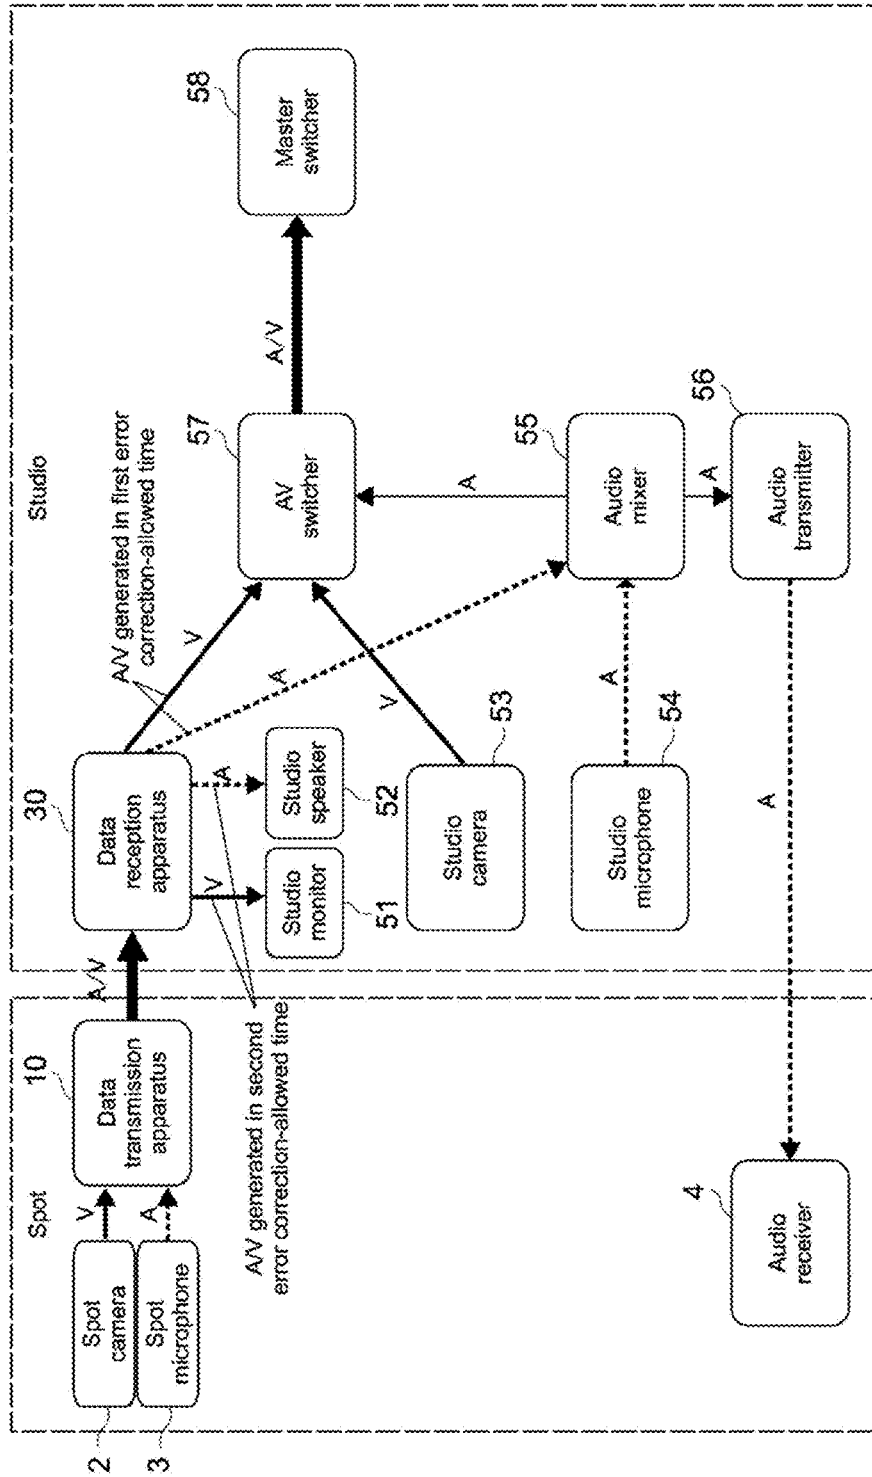 Spot
2
Spot
camera
V
3
Spot
microphone
A
10
Data
transmission
apparatus
A/V
A/V generated in second
error correction-allowed time
4
Audio
receiver
Studio
30
Data
reception
apparatus
V
A
Studio
monitor
51
Studio
speaker
52
A/V generated in first error
correction-allowed time
V
A
Studio
camera
53
V
Studio
microphone
54
A
57
AV
switcher
A/V
58
Master
switcher
A
55
Audio
mixer
A
56
Audio
transmitter
A